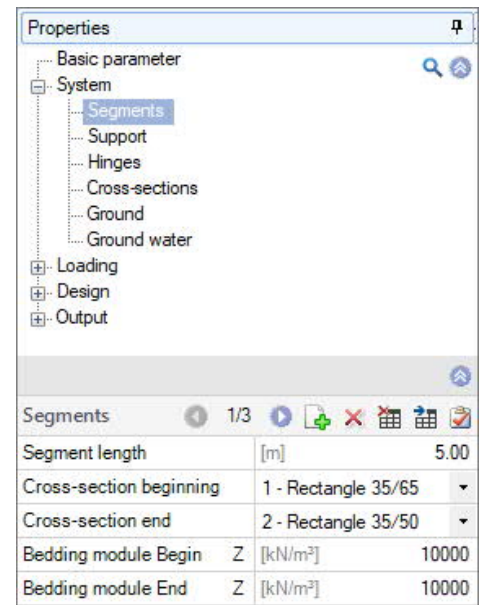 Properties
Basic parameter
System
Segments
Support
Hinges
Cross-sections
Ground
Ground water
Loading
Design
Output
Segments 1/3
Segment length [m] 5.00
Cross-section beginning 1 - Rectangle 35/65
Cross-section end 2 - Rectangle 35/50
Bedding module Begin Z [kN/m³] 10000
Bedding module End Z [kN/m³] 10000